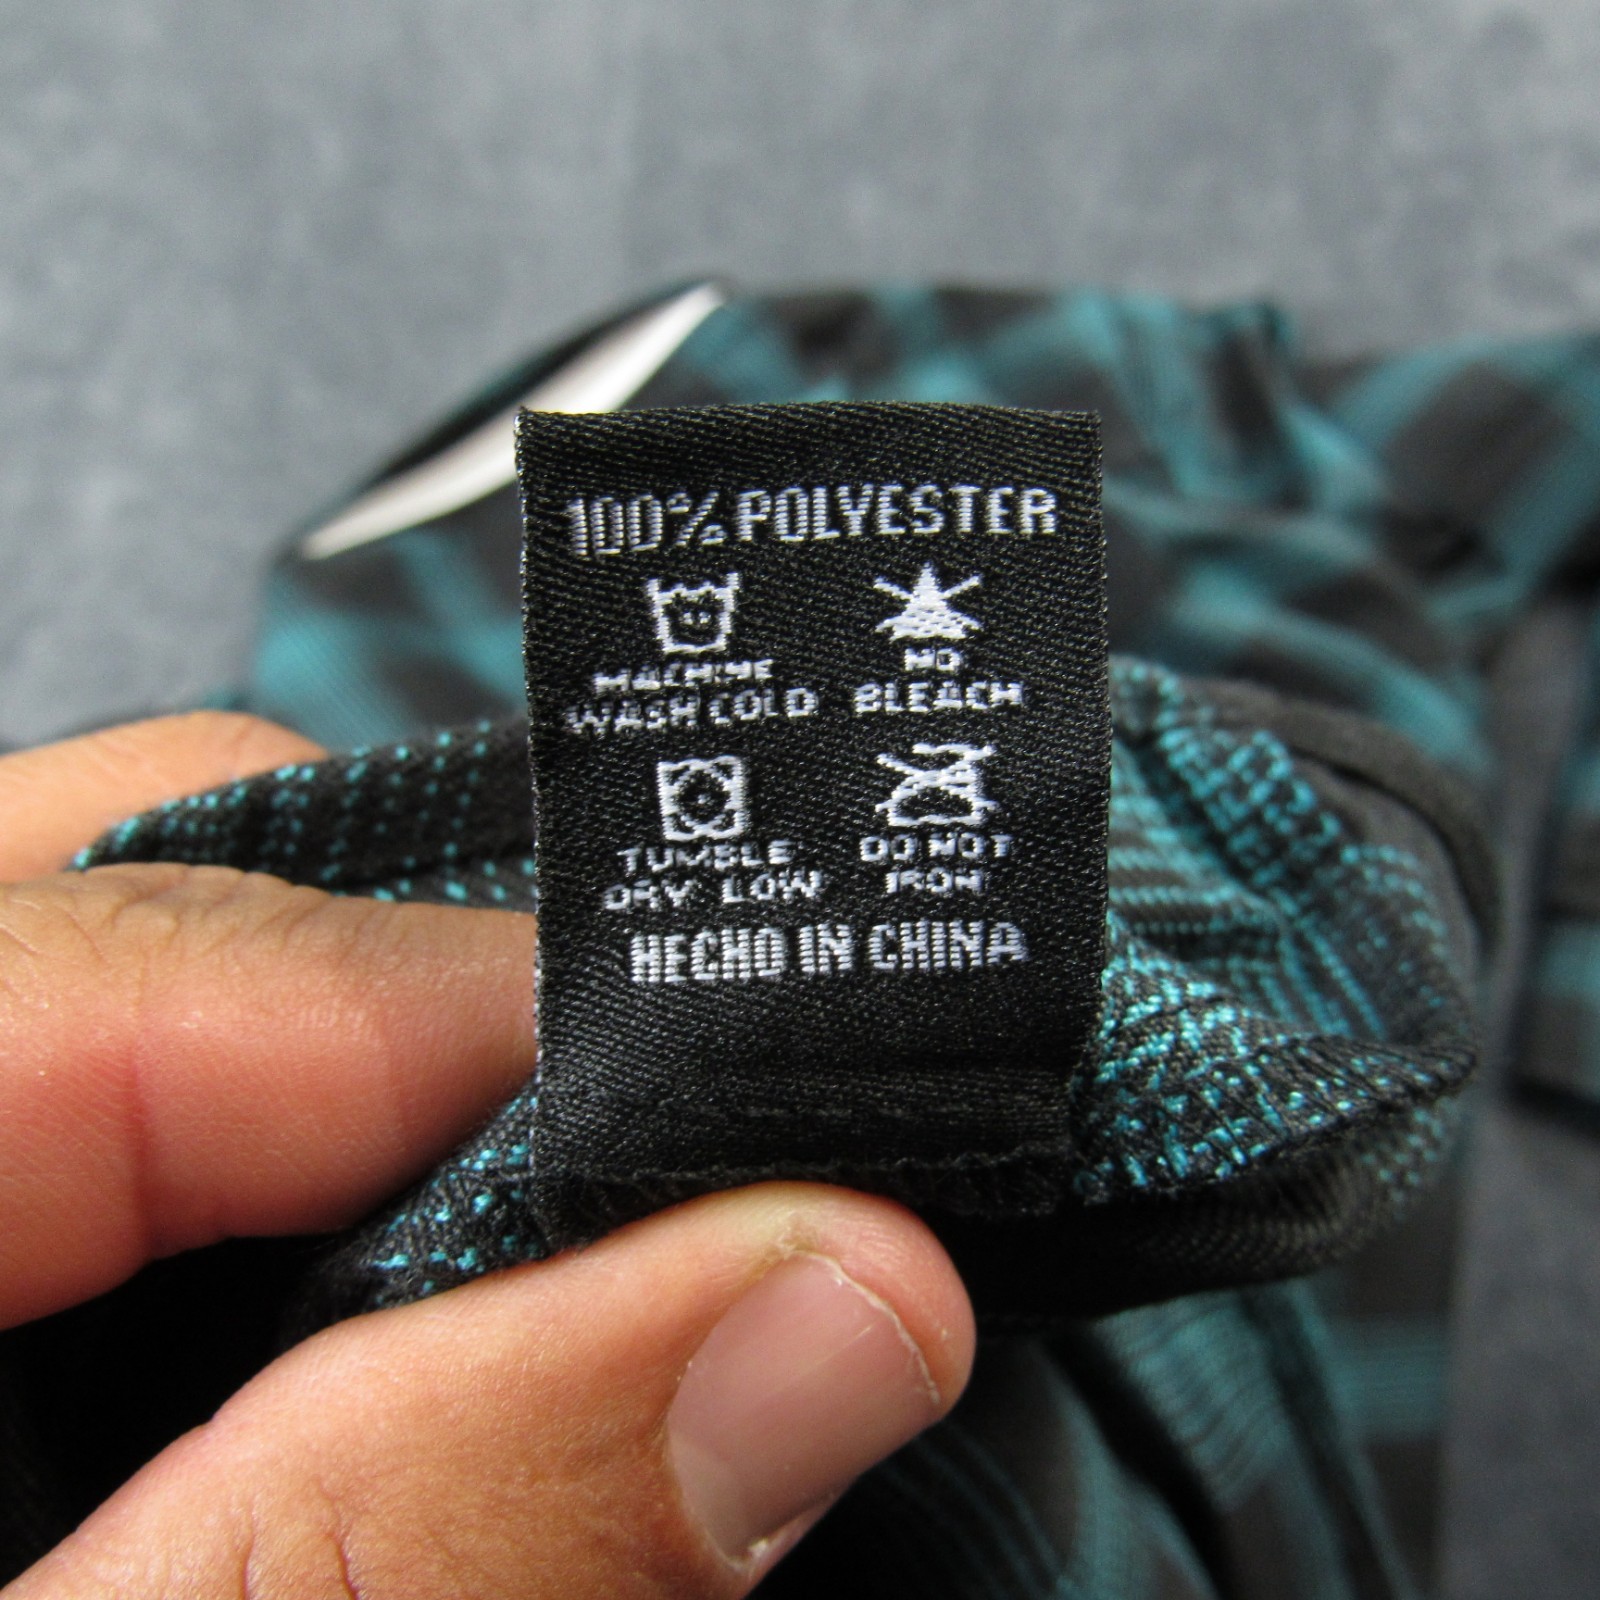 100% POLYESTER
MACHINE WASH COLD
NO BLEACH
TUMBLE DRY LOW
DO NOT IRON
HECHO IN CHINA